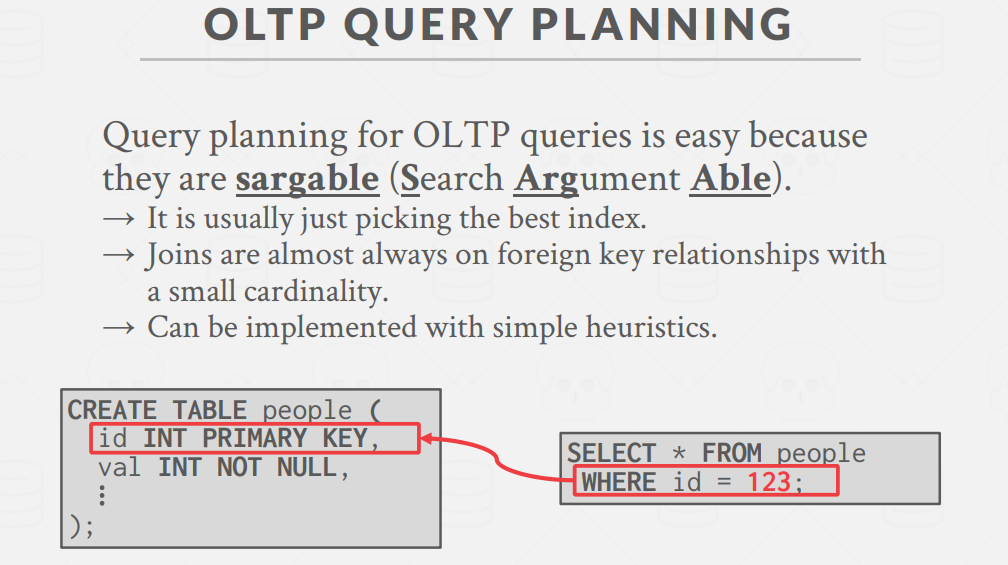 OLTP QUERY PLANNING
Query planning for OLTP queries is easy because
they are sargable (Search Argument Able).
→ It is usually just picking the best index.
→ Joins are almost always on foreign key relationships with
a small cardinality.
→ Can be implemented with simple heuristics.
CREATE TABLE people (
id INT PRIMARY KEY,
val INT NOT NULL,
⋮
);
SELECT * FROM people
WHERE id = 123;